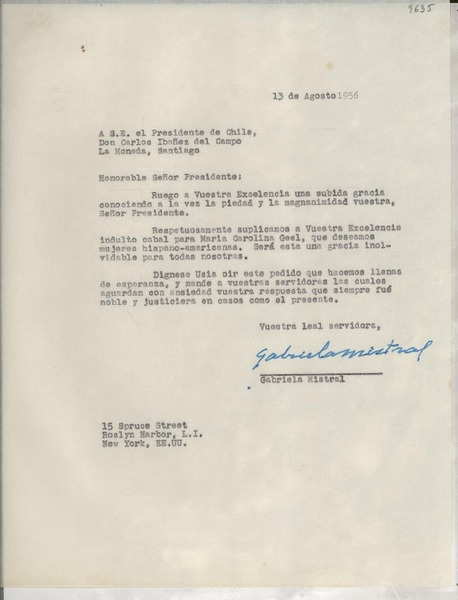 9635
13 de Agosto 1956
A S.E. el Presidente de Chile,
Don Carlos Ibañez del Campo
La Moneda, Santiago
Honorable Señor Presidente:
Ruego a Vuestra Excelencia una subida gracia
conociendo a la vez la piedad y la magnanimidad vuestra,
Señor Presidente.
Respetuosamente suplicamos a Vuestra Excelencia
indulto cabal para Maria Carolina Geel, que deseamos
mujeres hispano-americanas. Será esta una gracia inol-
vidable para todas nosotras.
Dignese Usia oir este pedido que hacemos llenas
de esperanza, y mande a vuestras servidoras las cuales
aguardan con ansiedad vuestra respuesta que siempre fué
noble y justiciera en casos como el presente.
Vuestra leal servidora,
Gabriela Mistral
Gabriela Mistral
15 Spruce Street
Roslyn Harbor, L.I.
New York, EE.UU.